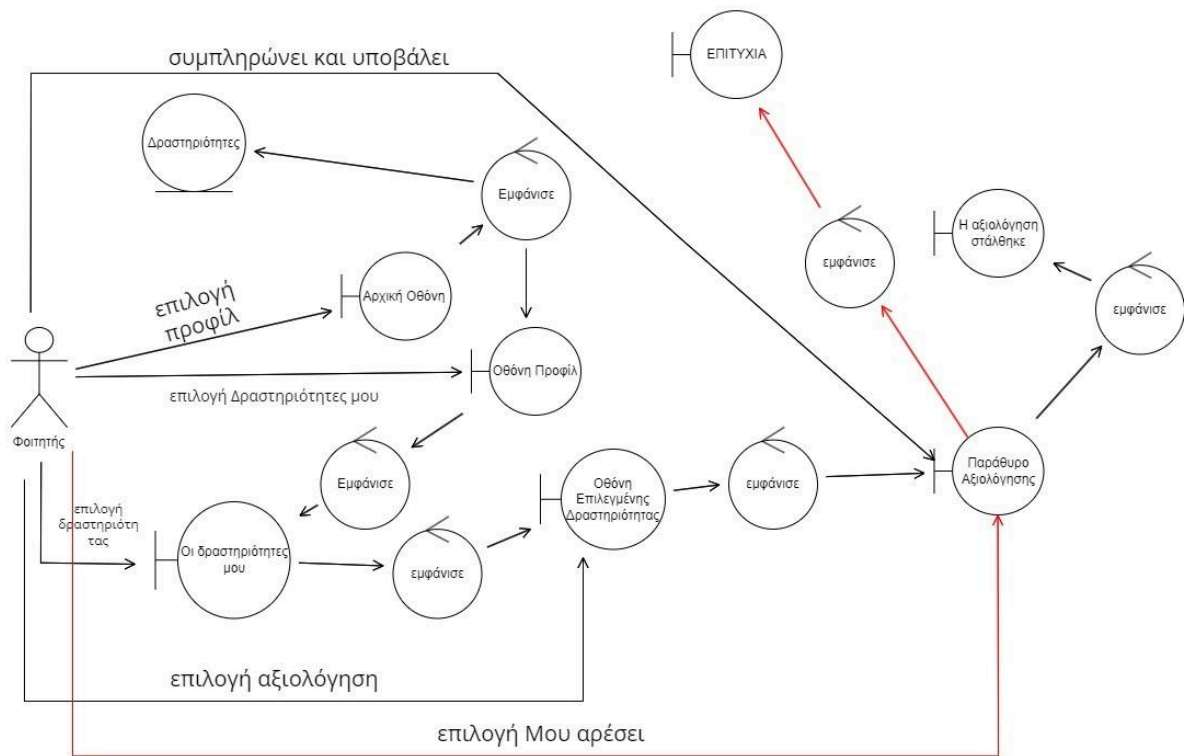 συμπληρώνει και υποβάλει
ΕΠΙΤΥΧΙΑ
Δραστηριότητες
Εμφάνισε
Η αξιολόγηση
στάλθηκε
εμφάνισε
επιλογή
προφίλ
Αρχική Οθόνη
εμφάνισε
Οθόνη Προφίλ
επιλογή Δραστηριότητες μου
Φοιτητής
Εμφάνισε
Οθόνη
Επιλεγμένης
Δραστηριότητας
εμφάνισε
Παράθυρο
Αξιολόγησης
επιλογή
δραστηριότη
τας
Οι δραστηριότητες
μου
εμφάνισε
επιλογή αξιολόγηση
επιλογή Μου αρέσει